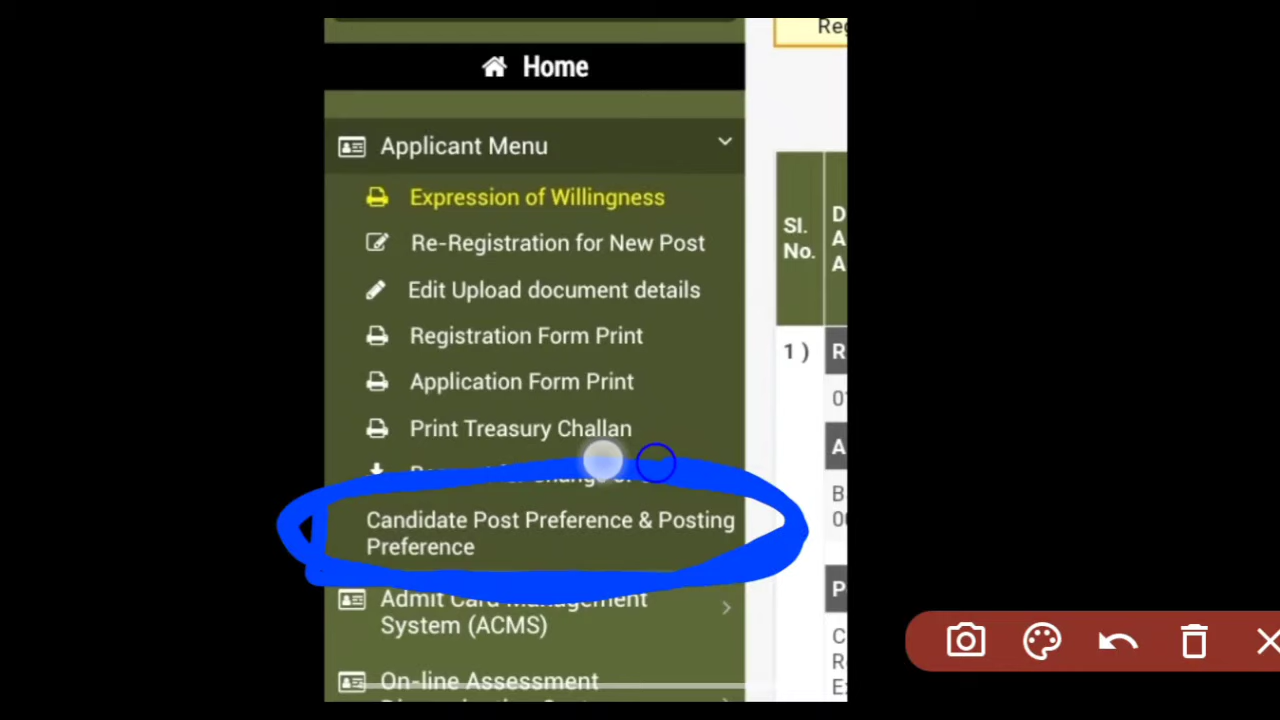 Home
Applicant Menu
Expression of Willingness
Re-Registration for New Post
Edit Upload document details
Registration Form Print
Application Form Print
Print Treasury Challan
Candidate Post Preference & Posting
Preference
Admit Card Management
System (ACMS)
On-line Assessment
Reg
Sl.
No.
D
A
A
1 )
R
A
P